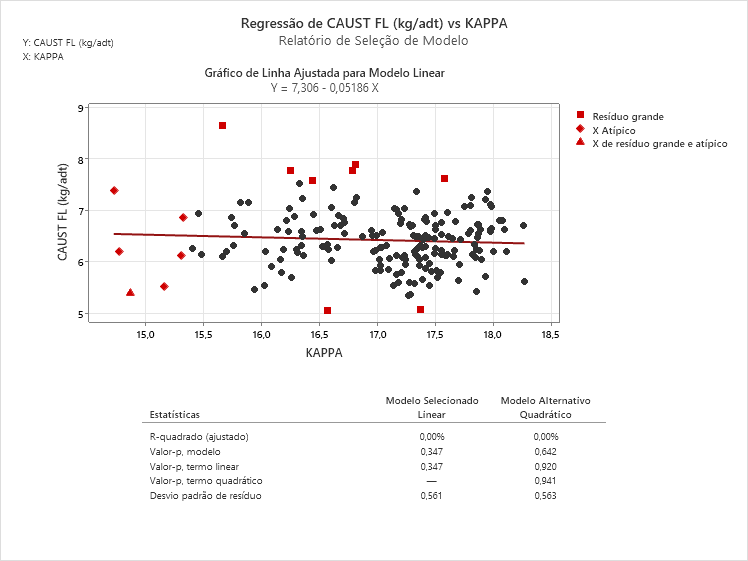 Regressão de CAUST FL (kg/adt) vs KAPPA
Relatório de Seleção de Modelo
Y: CAUST FL (kg/adt)
X: KAPPA
Gráfico de Linha Ajustada para Modelo Linear
Y = 7,306 - 0,05186 X
9
8
7
6
5
CAUST FL (kg/adt)
15,0 15,5 16,0 16,5 17,0 17,5 18,0 18,5
KAPPA
Resíduo grande
X Atípico
X de resíduo grande e atípico
Modelo Selecionado Modelo Alternativo
Estatísticas Linear Quadrático
R-quadrado (ajustado) 0,00% 0,00%
Valor-p, modelo 0,347 0,642
Valor-p, termo linear 0,347 0,920
Valor-p, termo quadrático — 0,941
Desvio padrão de resíduo 0,561 0,563